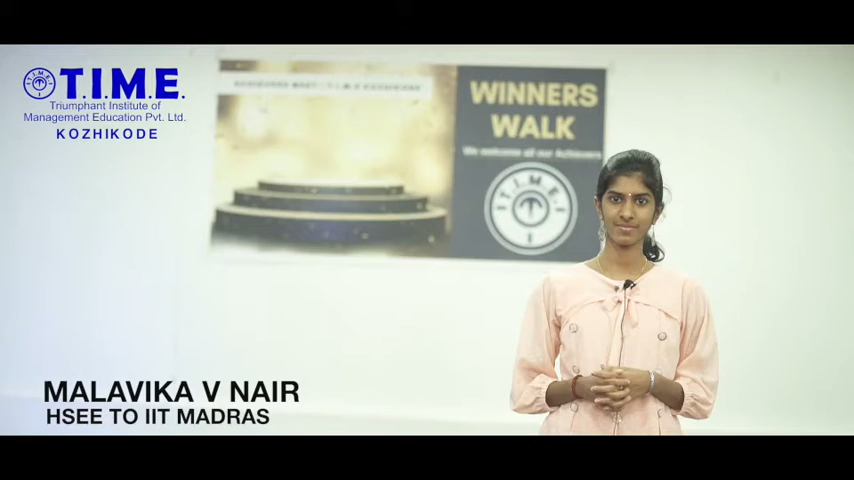 T.I.M.E.
Triumphant Institute of
Management Education Pvt. Ltd.
KOZHIKODE
WINNERS
WALK
We welcome all our Achievers
T.I.M.E
MALAVIKA V NAIR
HSEE TO IIT MADRAS